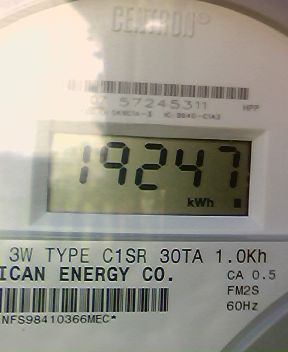 CENTRON®
57245311 HPP
19247
kWh
3W TYPE C1SR 30TA 1.0Kh
ICAN ENERGY CO. CA 0.5
FM2S
60Hz
NFS98410366MEC*